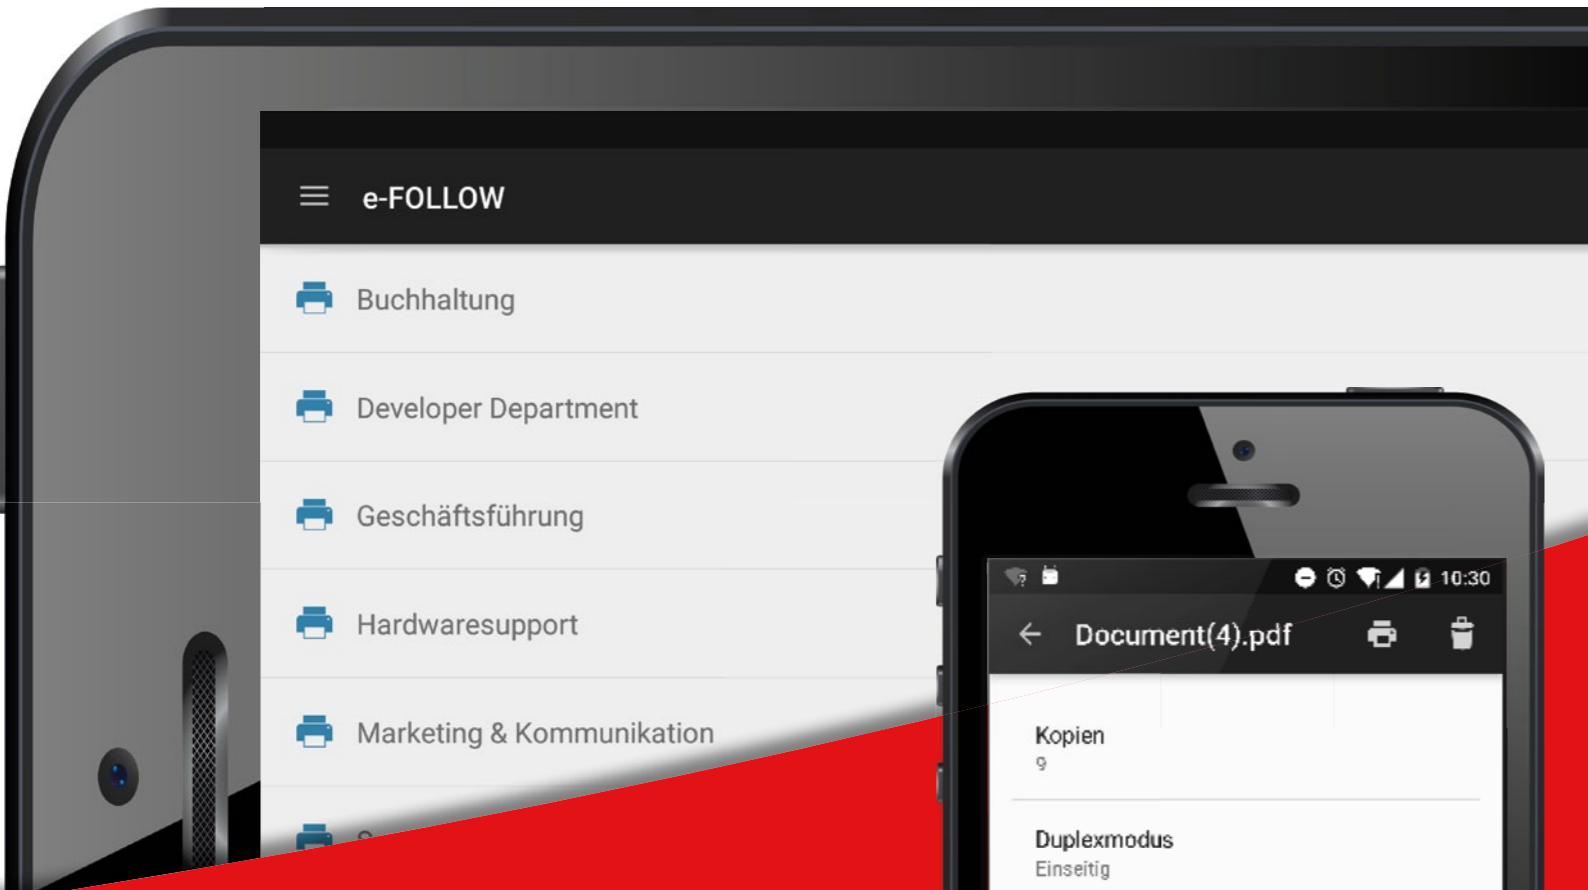 e-FOLLOW
Buchhaltung
Developer Department
Geschäftsführung
Hardwaresupport
Marketing & Kommunikation
10:30
Document(4).pdf
Kopien
9
Duplexmodus
Einseitig